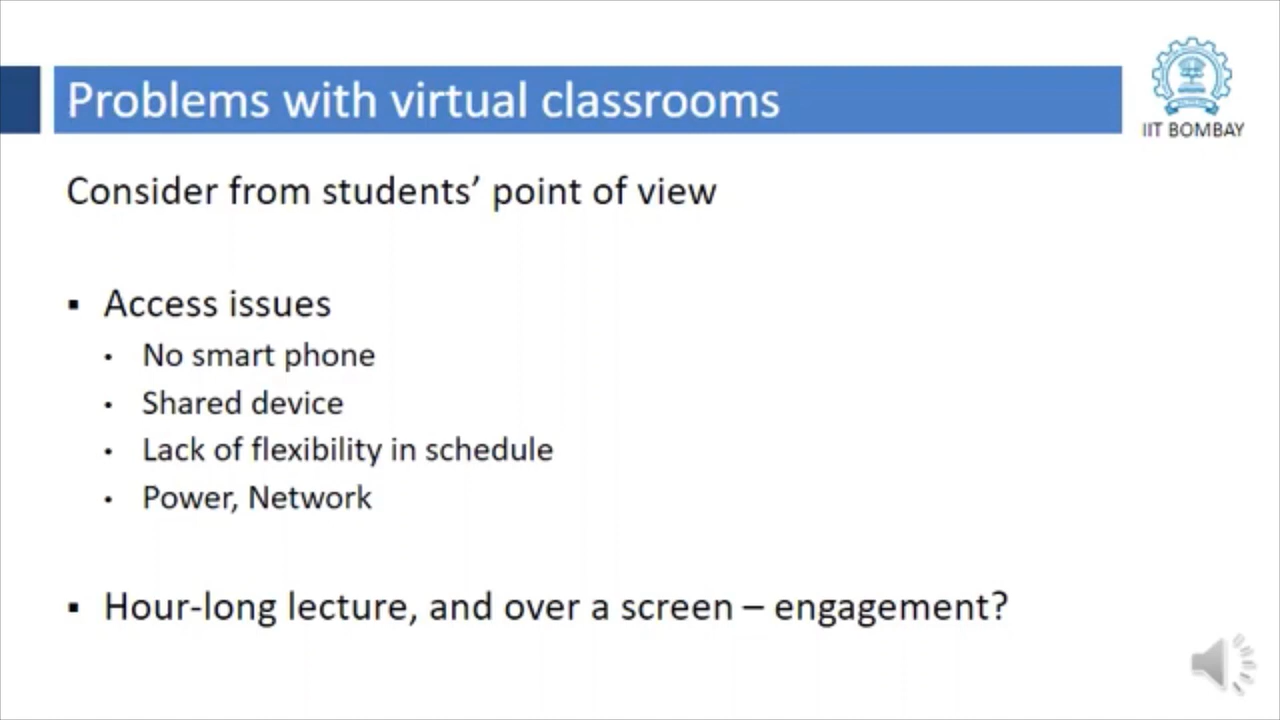 Problems with virtual classrooms
IIT BOMBAY
Consider from students’ point of view
▪ Access issues
• No smart phone
• Shared device
• Lack of flexibility in schedule
• Power, Network
▪ Hour-long lecture, and over a screen – engagement?